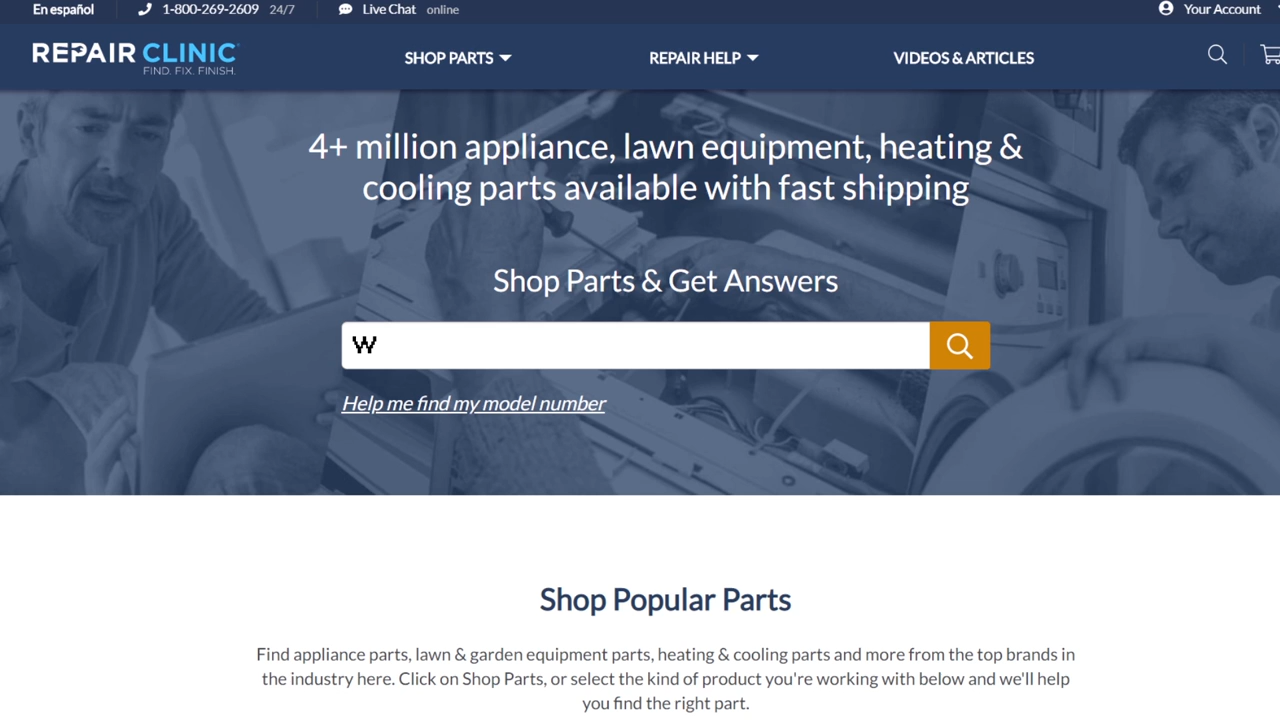 En español
1-800-269-2609 24/7
Live Chat online
Your Account
REPAIR CLINIC
FIND. FIX. FINISH.
SHOP PARTS
REPAIR HELP
VIDEOS & ARTICLES
4+ million appliance, lawn equipment, heating &
cooling parts available with fast shipping
Shop Parts & Get Answers
W
Help me find my model number
Shop Popular Parts
Find appliance parts, lawn & garden equipment parts, heating & cooling parts and more from the top brands in
the industry here. Click on Shop Parts, or select the kind of product you're working with below and we'll help
you find the right part.